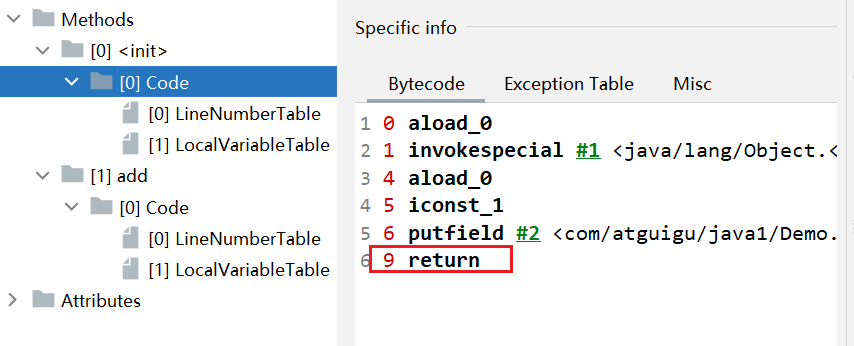 Methods
[0] <init>
[0] Code
[0] LineNumberTable
[1] LocalVariableTable
[1] add
[0] Code
[0] LineNumberTable
[1] LocalVariableTable
Attributes
Specific info
Bytecode Exception Table Misc
1 0 aload_0
2 1 invokespecial #1 <java/lang/Object.<
3 4 aload_0
4 5 iconst_1
5 6 putfield #2 <com/atguigu/java1/Demo.
6 9 return